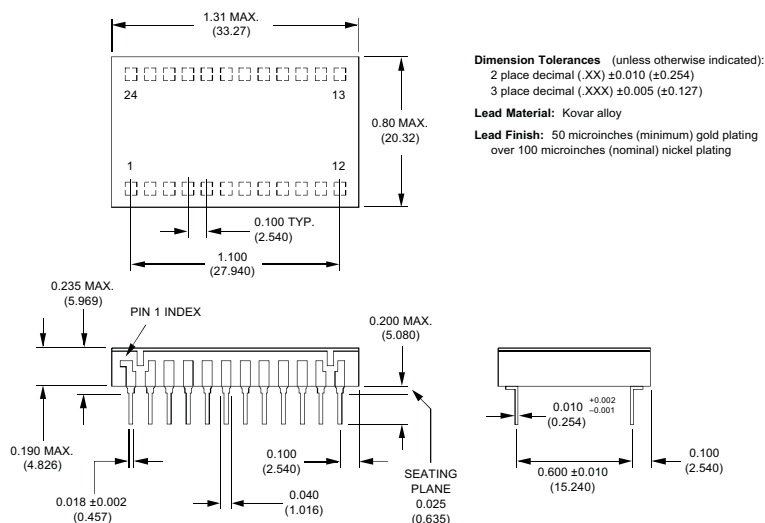 1.31 MAX.
(33.27)
Dimension Tolerances (unless otherwise indicated):
2 place decimal (.XX) ±0.010 (±0.254)
3 place decimal (.XXX) ±0.005 (±0.127)
Lead Material: Kovar alloy
Lead Finish: 50 microinches (minimum) gold plating
over 100 microinches (nominal) nickel plating
24
13
0.80 MAX.
(20.32)
1
12
0.100 TYP.
(2.540)
1.100
(27.940)
0.235 MAX.
(5.969)
PIN 1 INDEX
0.200 MAX.
(5.080)
0.010 +0.002
–0.001
(0.254)
0.190 MAX.
(4.826)
0.100
(2.540)
SEATING
PLANE
0.025
(0.635)
0.600 ±0.010
(15.240)
0.100
(2.540)
0.018 ±0.002
(0.457)
0.040
(1.016)